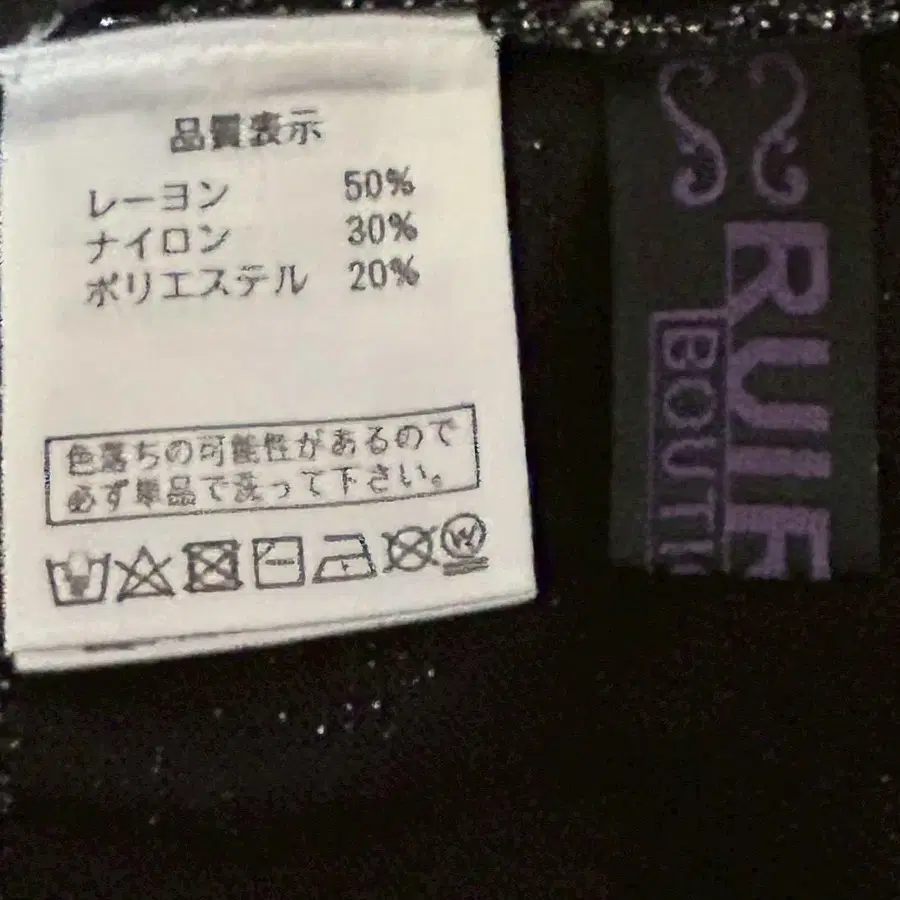 品質表示
レーヨン 50%
ナイロン 30%
ポリエステル 20%
色落ちの可能性があるので
必ず単品で洗って下さい。
W
RUIR
BOUTI